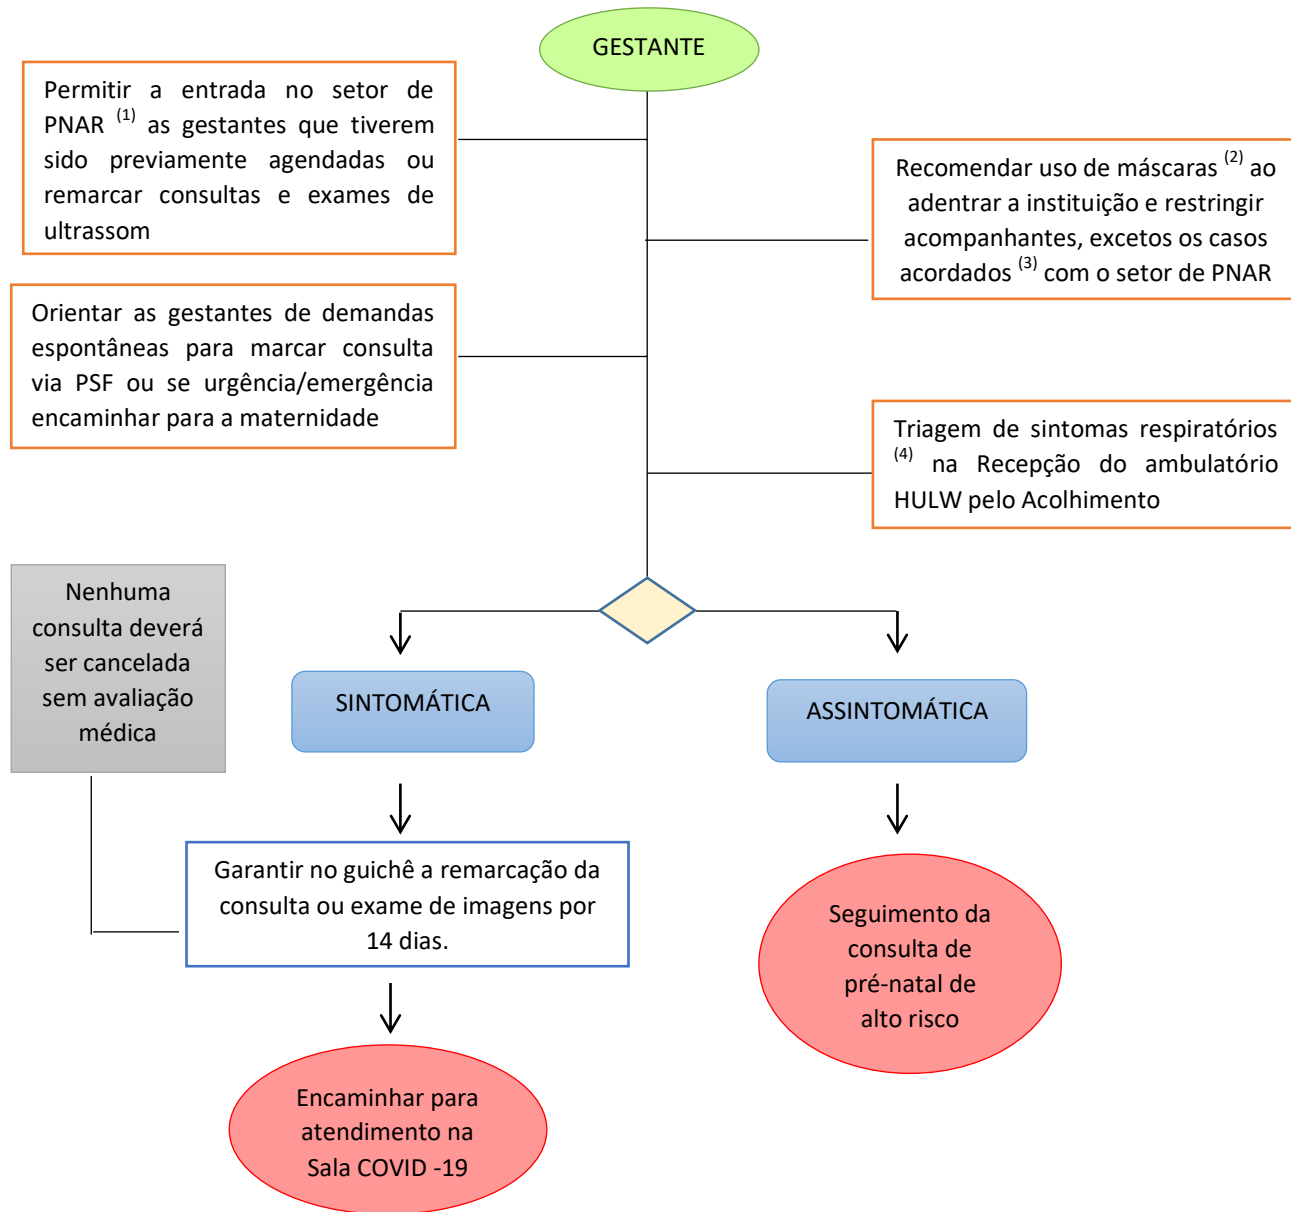 GESTANTE
Permitir a entrada no setor de
PNAR (1) as gestantes que tiverem
sido previamente agendadas ou
remarcar consultas e exames de
ultrassom
Recomendar uso de máscaras (2) ao
adentrar a instituição e restringir
acompanhantes, excetos os casos
acordados (3) com o setor de PNAR
Orientar as gestantes de demandas
espontâneas para marcar consulta
via PSF ou se urgência/emergência
encaminhar para a maternidade
Triagem de sintomas respiratórios
(4) na Recepção do ambulatório
HULW pelo Acolhimento
Nenhuma
consulta deverá
ser cancelada
sem avaliação
médica
SINTOMÁTICA
ASSINTOMÁTICA
Garantir no guichê a remarcação da
consulta ou exame de imagens por
14 dias.
Seguimento da
consulta de
pré-natal de
alto risco
Encaminhar para
atendimento na
Sala COVID -19